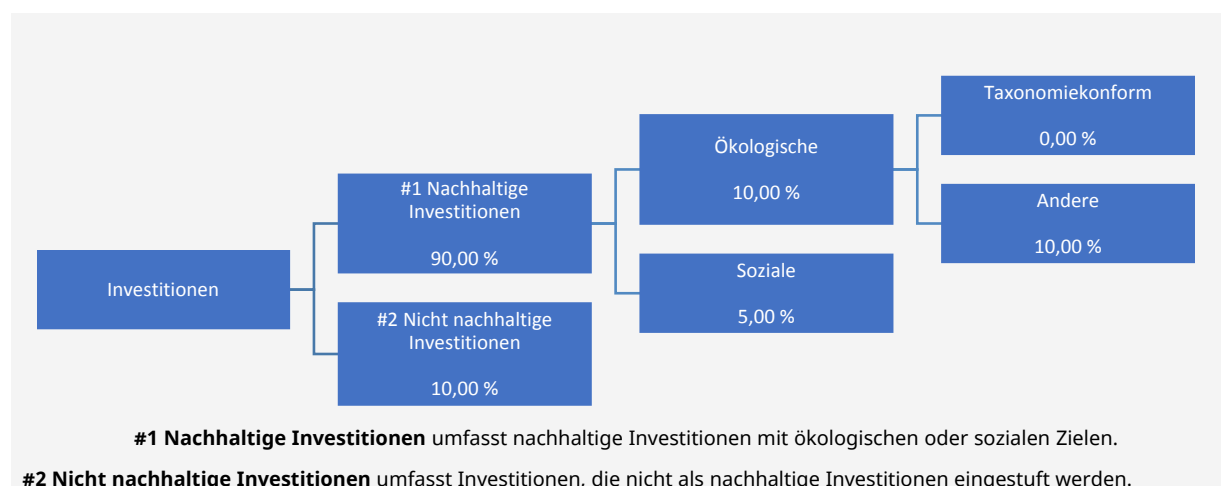 Investitionen
#1 Nachhaltige
Investitionen
90,00 %
#2 Nicht nachhaltige
Investitionen
10,00 %
Ökologische
10,00 %
Soziale
5,00 %
Taxonomiekonform
0,00 %
Andere
10,00 %
#1 Nachhaltige Investitionen umfasst nachhaltige Investitionen mit ökologischen oder sozialen Zielen.
#2 Nicht nachhaltige Investitionen umfasst Investitionen, die nicht als nachhaltige Investitionen eingestuft werden.